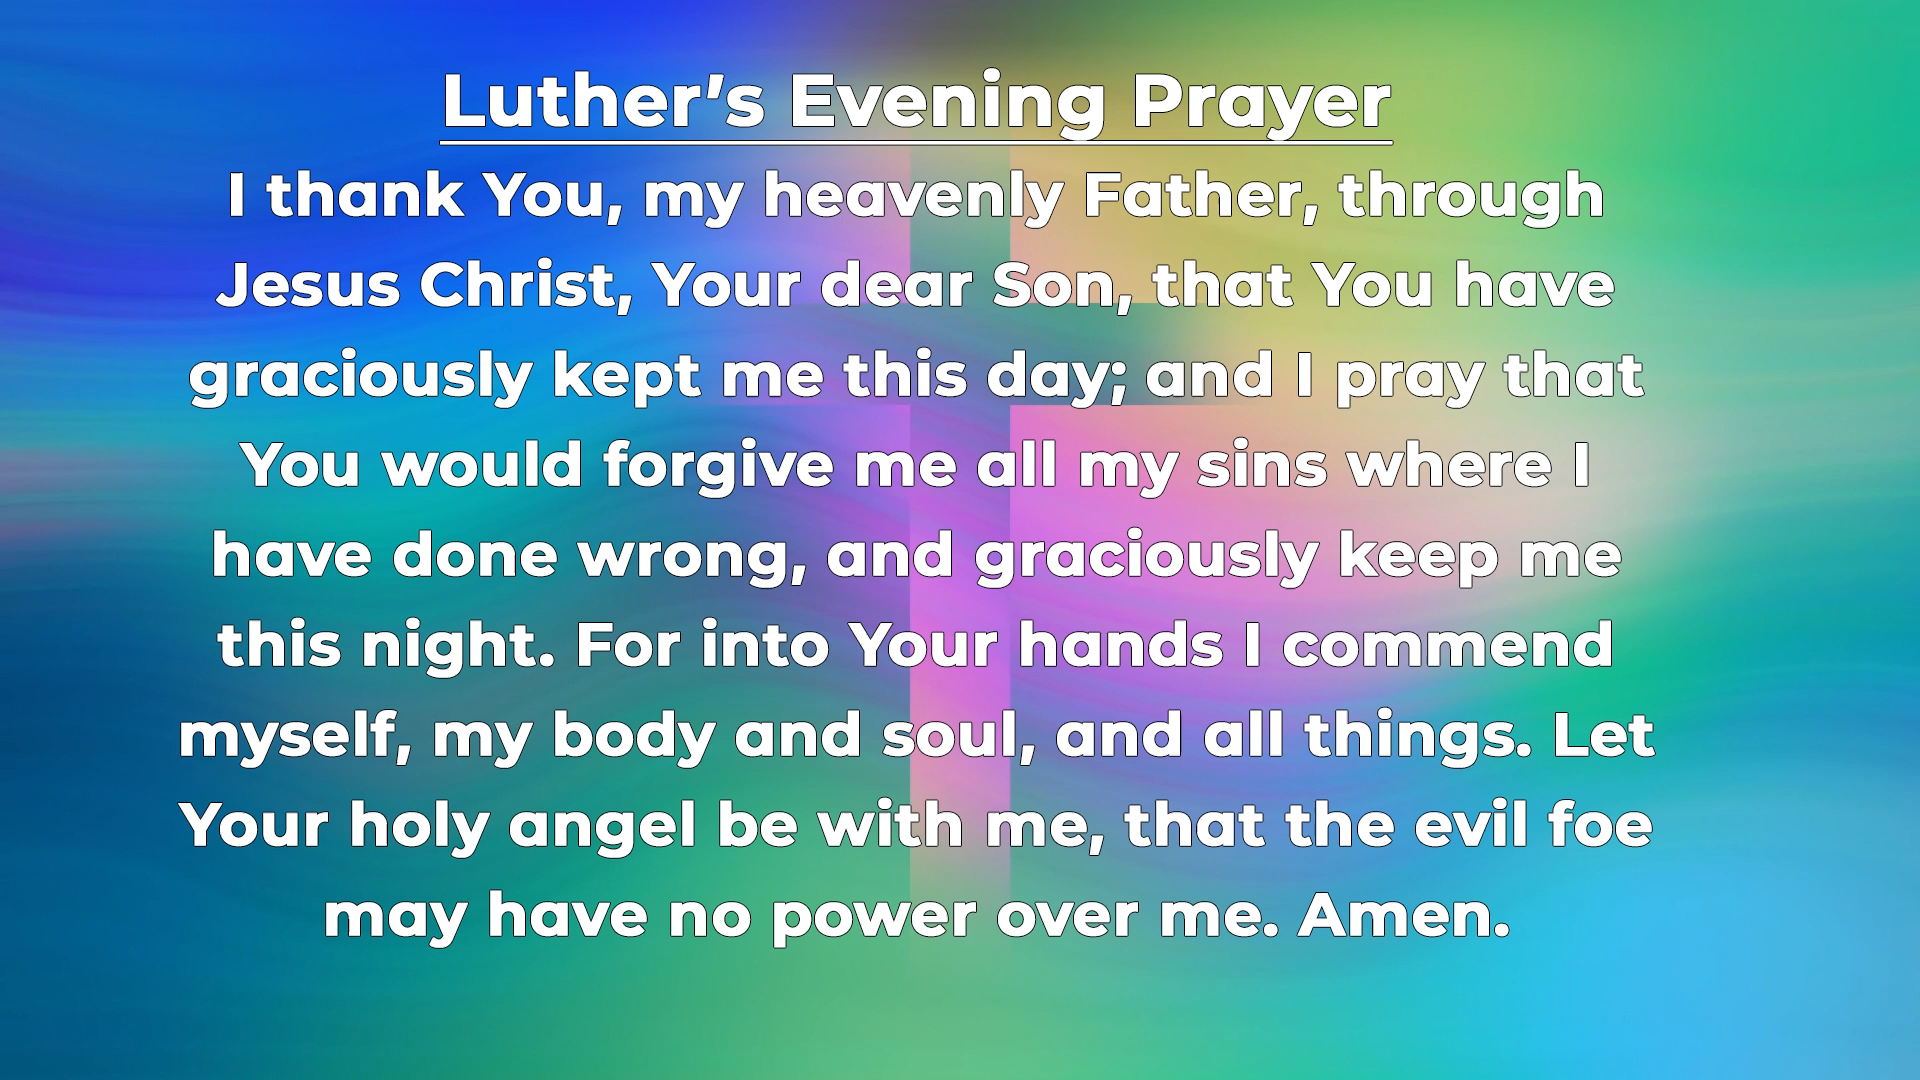 Luther’s Evening Prayer
I thank You, my heavenly Father, through
Jesus Christ, Your dear Son, that You have
graciously kept me this day; and I pray that
You would forgive me all my sins where I
have done wrong, and graciously keep me
this night. For into Your hands I commend
myself, my body and soul, and all things. Let
Your holy angel be with me, that the evil foe
may have no power over me. Amen.